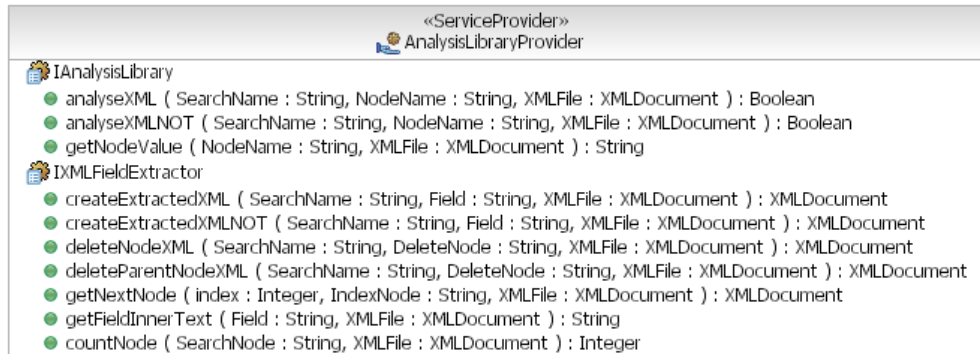 «ServiceProvider»
AnalysisLibraryProvider
IAnalysisLibrary
analyseXML ( SearchName : String, NodeName : String, XMLFile : XMLDocument ) : Boolean
analyseXMLNOT ( SearchName : String, NodeName : String, XMLFile : XMLDocument ) : Boolean
getNodeValue ( NodeName : String, XMLFile : XMLDocument ) : String
IXMLFieldExtractor
createExtractedXML ( SearchName : String, Field : String, XMLFile : XMLDocument ) : XMLDocument
createExtractedXMLNOT ( SearchName : String, Field : String, XMLFile : XMLDocument ) : XMLDocument
deleteNodeXML ( SearchName : String, DeleteNode : String, XMLFile : XMLDocument ) : XMLDocument
deleteParentNodeXML ( SearchName : String, DeleteNode : String, XMLFile : XMLDocument ) : XMLDocument
getNextNode ( index : Integer, IndexNode : String, XMLFile : XMLDocument ) : XMLDocument
getFieldInnerText ( Field : String, XMLFile : XMLDocument ) : String
countNode ( SearchNode : String, XMLFile : XMLDocument ) : Integer